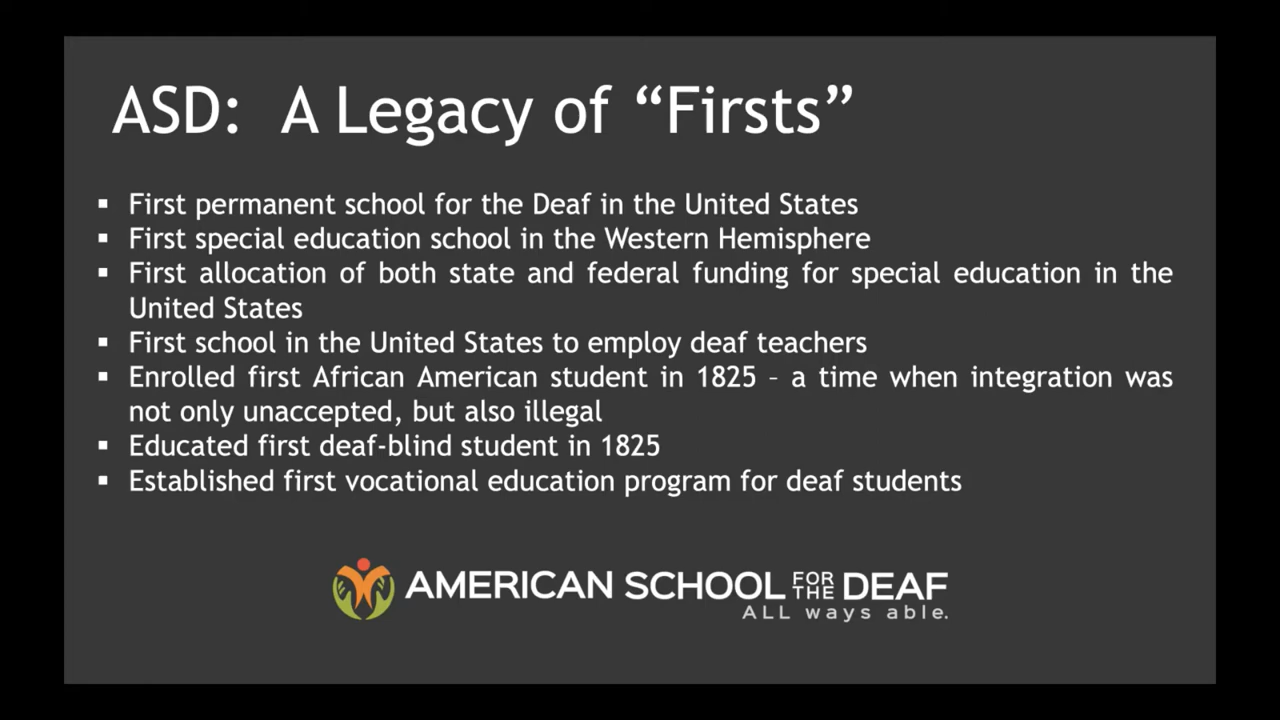 ASD: A Legacy of “Firsts”
▪ First permanent school for the Deaf in the United States
▪ First special education school in the Western Hemisphere
▪ First allocation of both state and federal funding for special education in the
United States
▪ First school in the United States to employ deaf teachers
▪ Enrolled first African American student in 1825 – a time when integration was
not only unaccepted, but also illegal
▪ Educated first deaf-blind student in 1825
▪ Established first vocational education program for deaf students
AMERICAN SCHOOL FOR THE DEAF
ALL ways able.